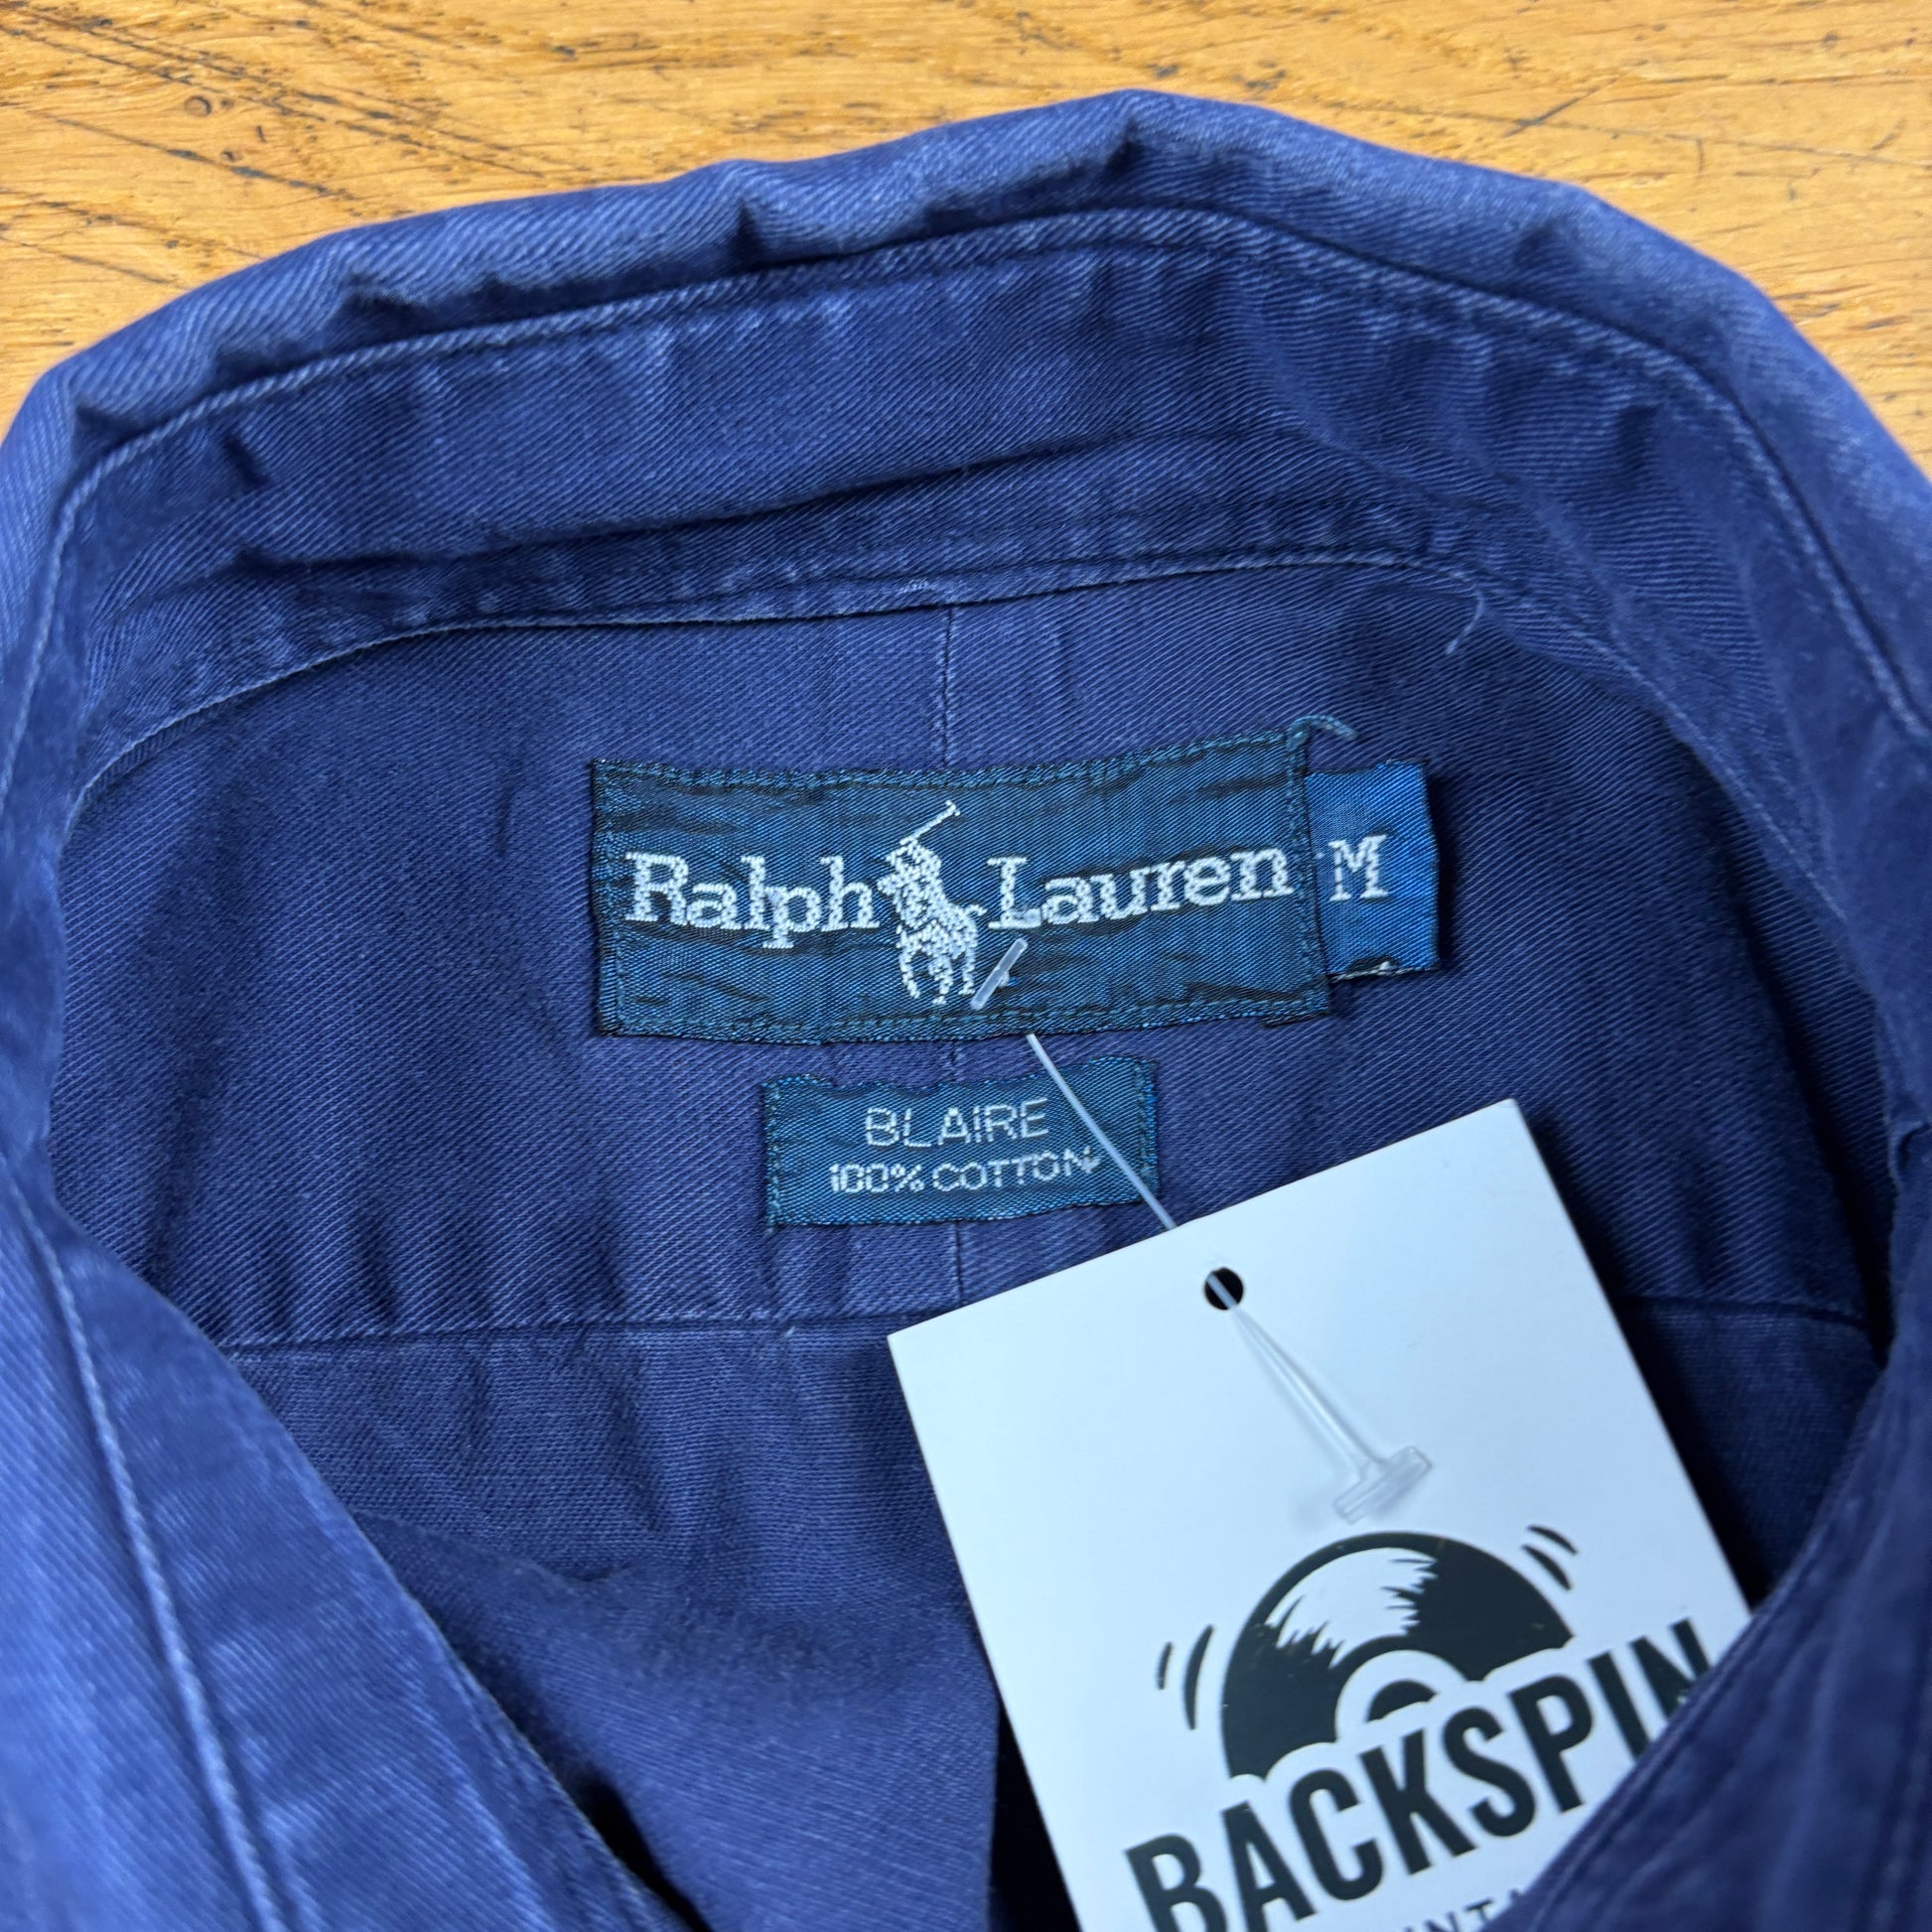 Ralph Lauren M
BLAIRE
100% COTTON
BACKSPIN